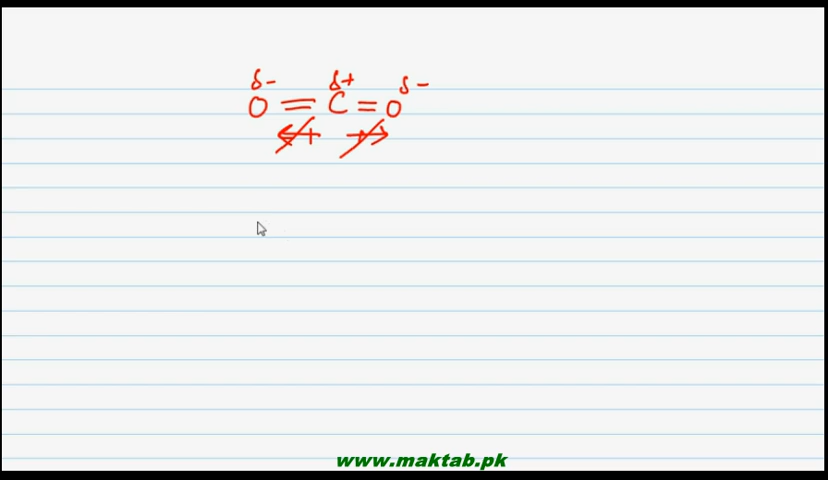 δ- δ+ δ-
O = C = O
www.maktab.pk